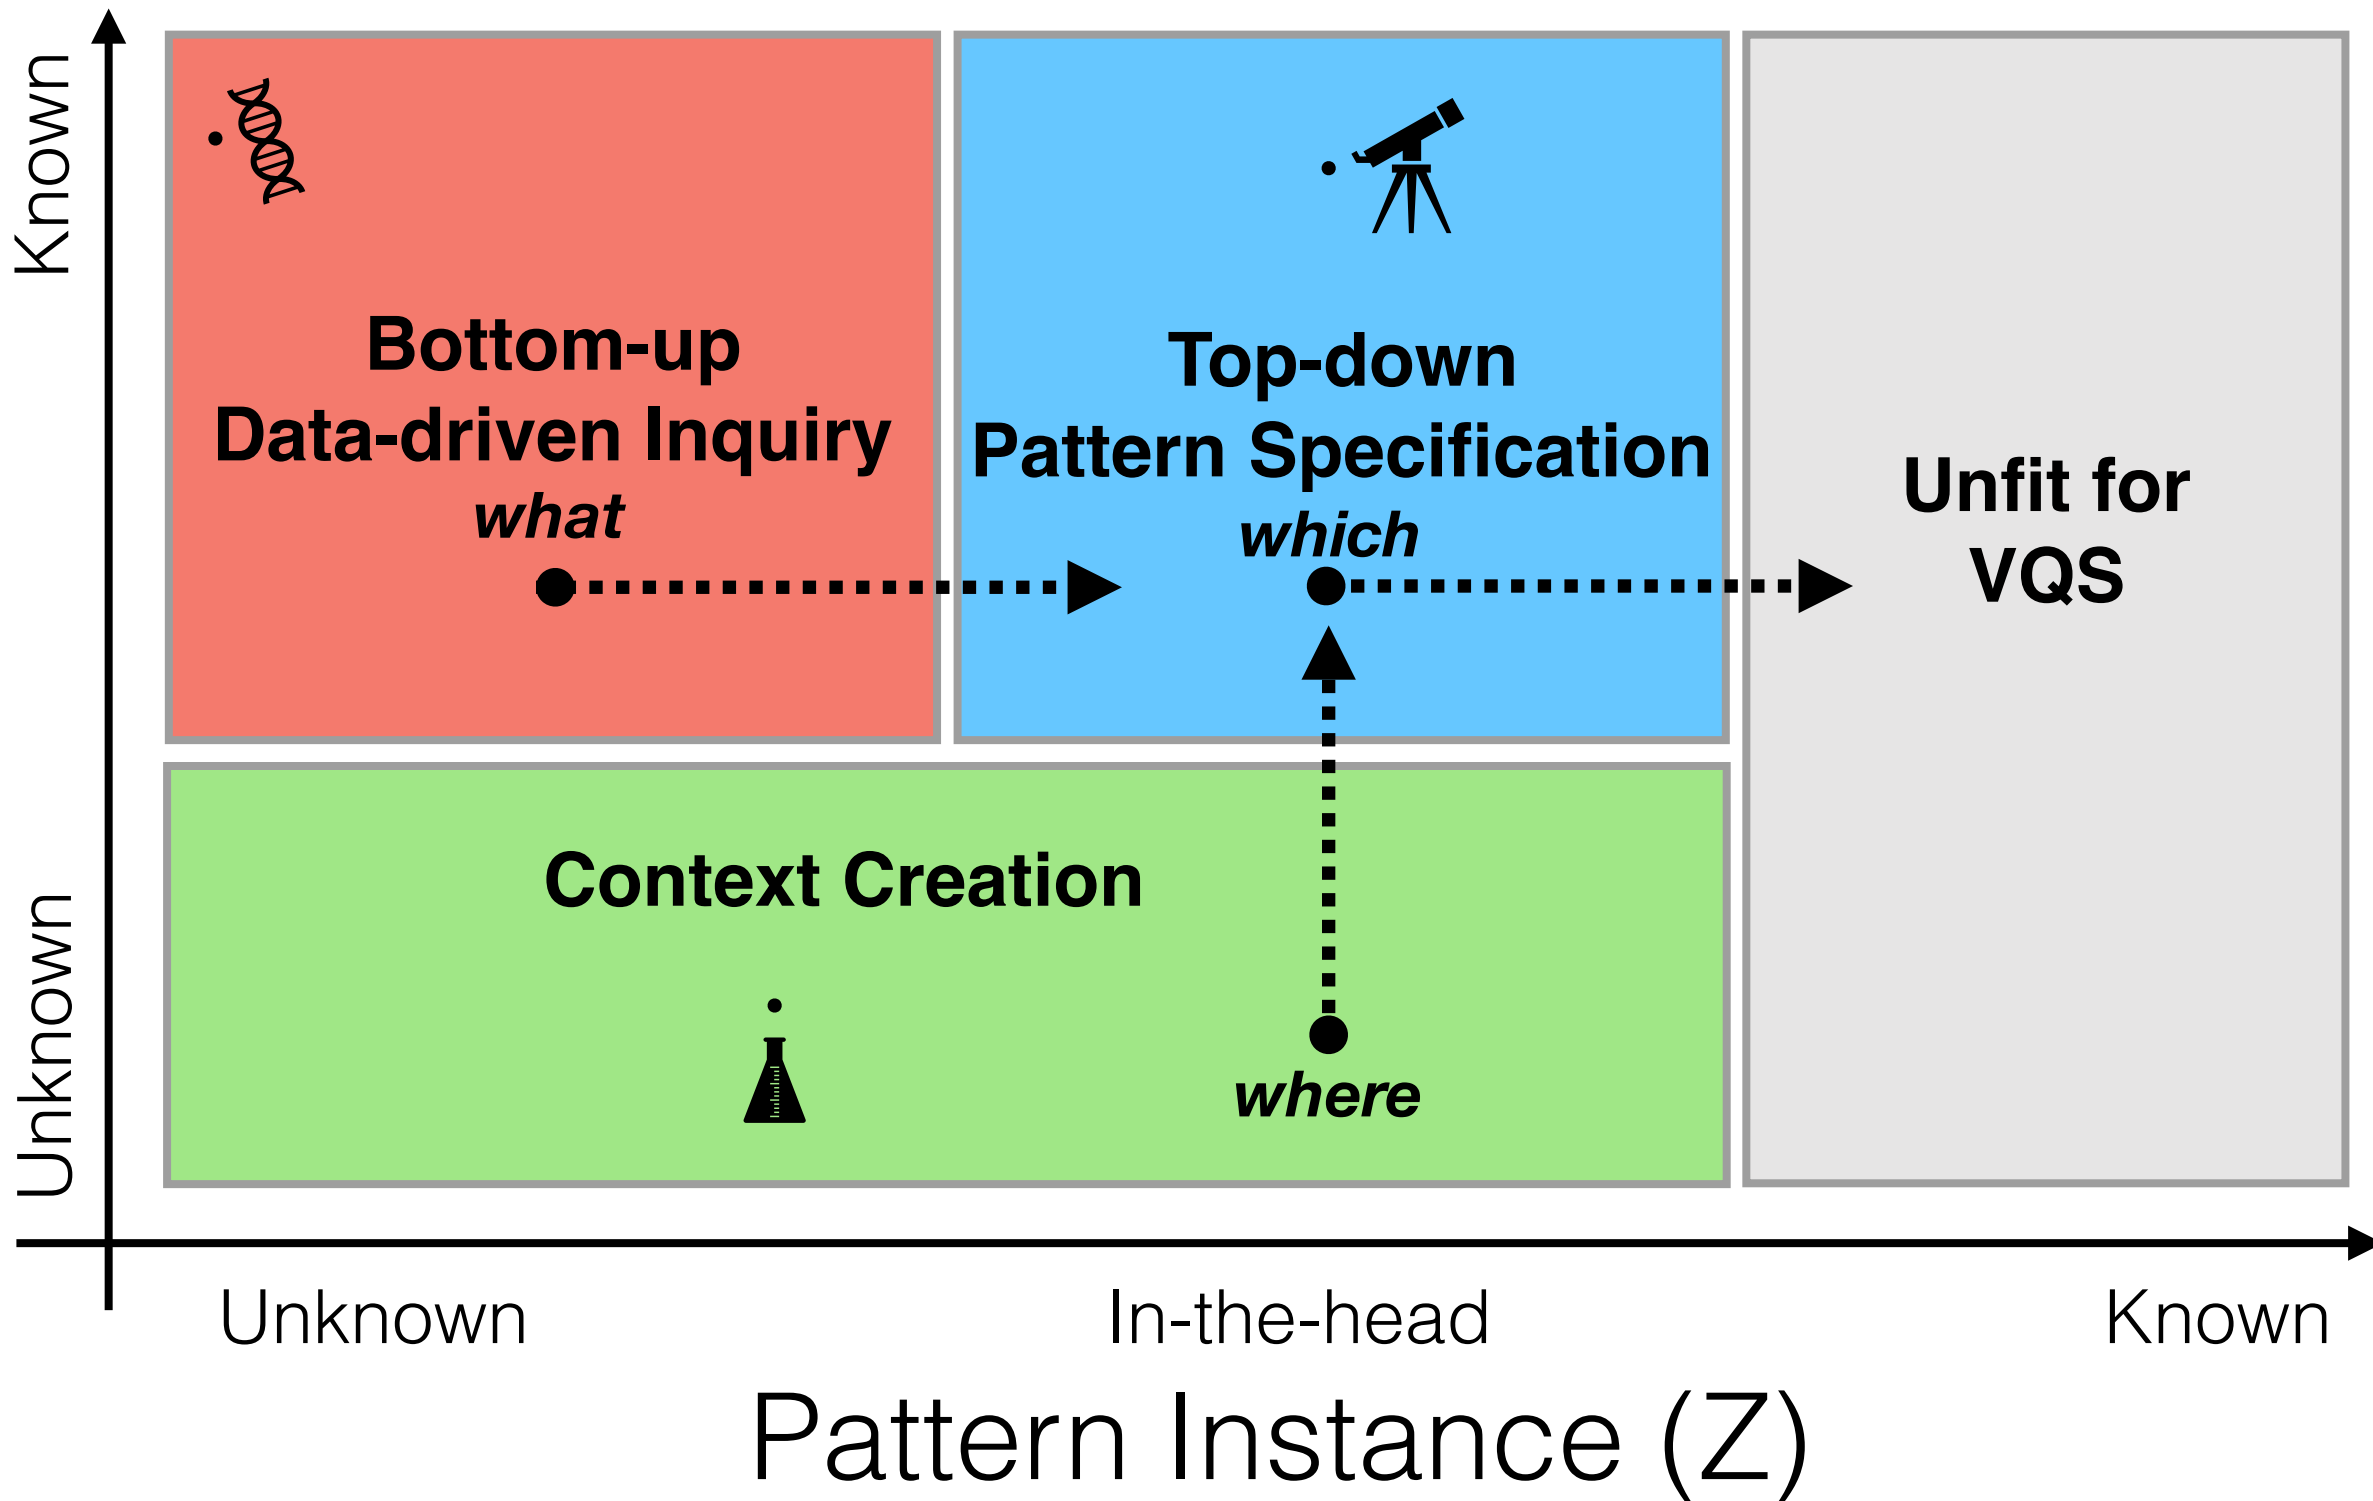 Known
Bottom-up
Data-driven Inquiry
what
Top-down
Pattern Specification
which
Unfit for
VQS
Unknown
Context Creation
where
Unknown
In-the-head
Known
Pattern Instance (Z)